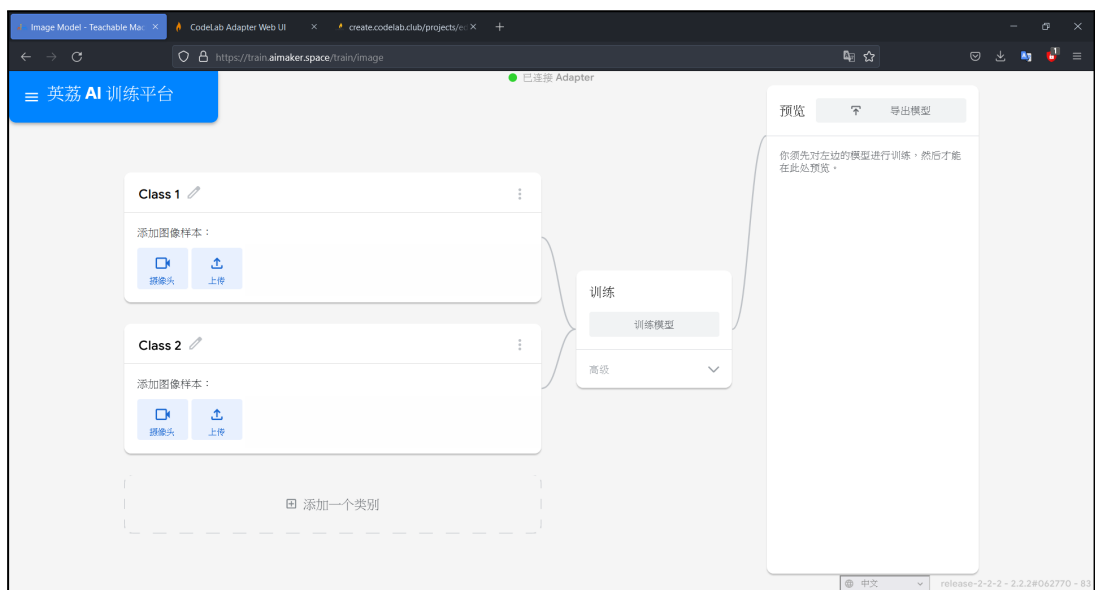 Image Model - Teachable Mac
CodeLab Adapter Web UI
create.codelab.club/projects/ed
https://train.aimaker.space/train/image
已连接 Adapter
英荔 AI 训练平台
预览
导出模型
你须先对左边的模型进行训练，然后才能
在此处预览。
Class 1
添加图像样本：
摄像头
上传
训练
训练模型
高级
Class 2
添加图像样本：
摄像头
上传
添加一个类别
中文
release-2-2-2 - 2.2.2#062770 - 83